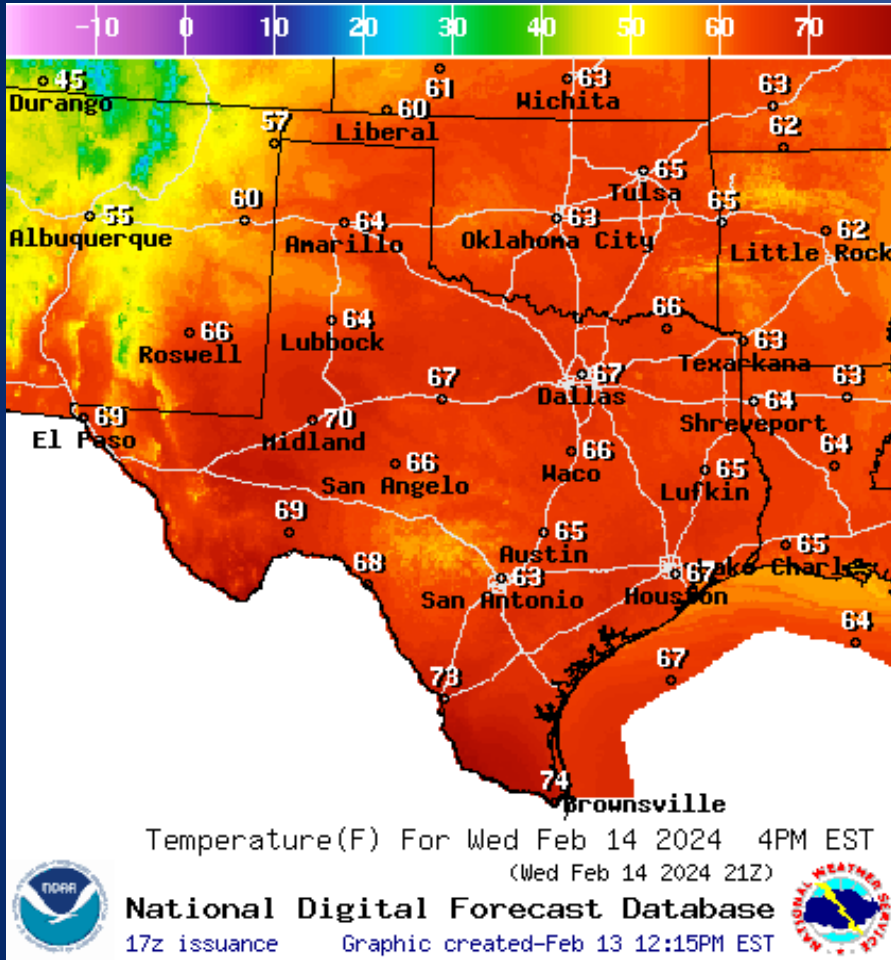 -10 0 10 20 30 40 50 60 70
45
Durango
61
63
Wichita
63
60
Liberal
57
62
65
Tulsa
55
Albuquerque
60
64
Amarillo
63
Oklahoma City
65
62
Little Rock
66
Roswell
64
Lubbock
66
63
Texarkana
67
67
Dallas
64
Shreveport
63
69
El Paso
70
Midland
66
San Angelo
66
Waco
65
Lufkin
64
69
65
Austin
65
Lake Charles
68
63
San Antonio
67
Houston
64
67
73
74
Brownsville
Temperature(F) For Wed Feb 14 2024 4PM EST
(Wed Feb 14 2024 21Z)
NOAA
National Digital Forecast Database
17z issuance Graphic created-Feb 13 12:15PM EST
NATIONAL WEATHER SERVICE